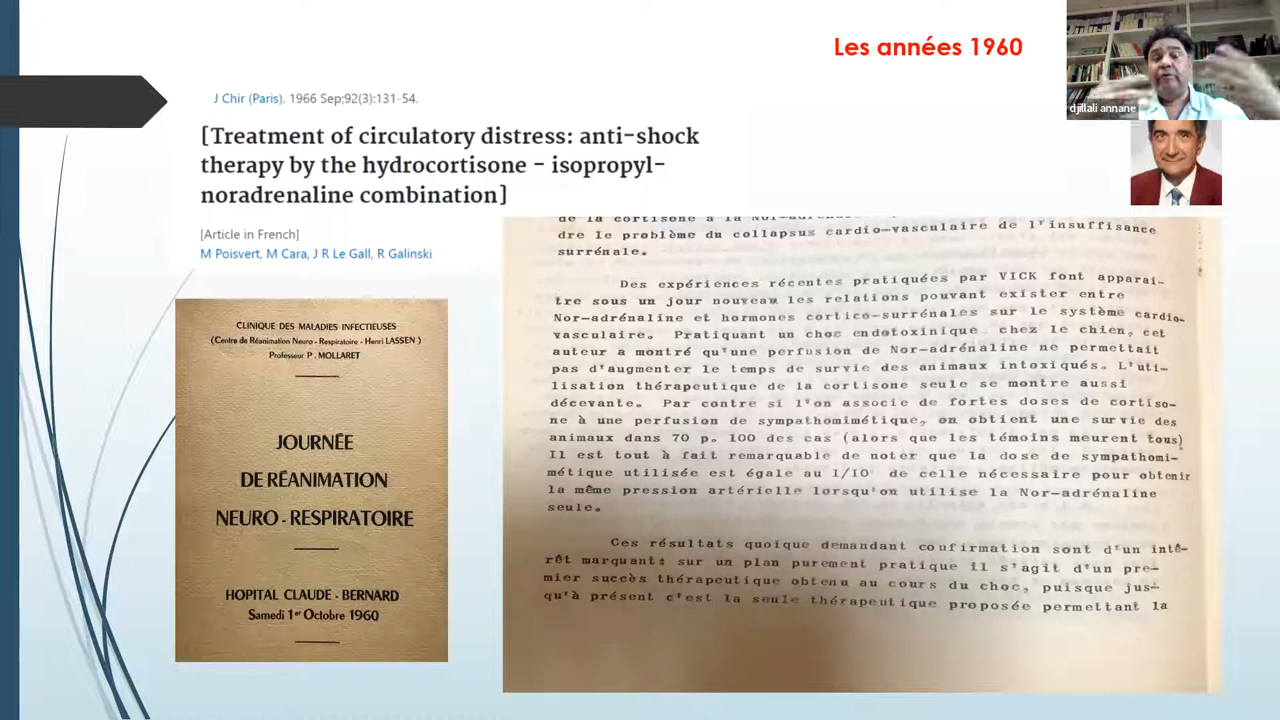 Les années 1960
djillali annane
J Chir (Paris). 1966 Sep;92(3):131-54.
[Treatment of circulatory distress: anti-shock
therapy by the hydrocortisone - isopropyl-
noradrenaline combination]
[Article in French]
M Poisvert, M Cara, J R Le Gall, R Galinski
CLINIQUE DES MALADIES INFECTIEUSES
(Centre de Réanimation Neuro - Respiratoire - Henri LASSEN)
Professeur P. MOLLARET
JOURNÉE
DE RÉANIMATION
NEURO - RESPIRATOIRE
HOPITAL CLAUDE - BERNARD
Samedi 1er Octobre 1960
de la cortisone à la
dre le problème du collapsus cardio-vasculaire de l'insuffisance
surrénale.
Des expériences récentes pratiquées par VICK font apparaî-
tre sous un jour nouveau les relations pouvant exister entre
Nor-adrénaline et hormones cortico-surrénales sur le système cardio-
vasculaire. Pratiquant un choc endotoxinique chez le chien, cet
auteur a montré qu'une perfusion de Nor-adrénaline ne permettait
pas d'augmenter le temps de survie des animaux intoxiqués. L'uti-
lisation thérapeutique de la cortisone seule se montre aussi
décevante. Par contre si l'on associe de fortes doses de cortiso-
ne à une perfusion de sympathomimétique, on obtient une survie des
animaux dans 70 p. 100 des cas (alors que les témoins meurent tous)
Il est tout à fait remarquable de noter que la dose de sympathomi-
métique utilisée est égale au I/IO de celle nécessaire pour obtenir
la même pression artérielle lorsqu'on utilise la Nor-adrénaline
seule.
Ces résultats quoique demandant confirmation sont d'un inté-
rêt marquant: sur un plan purement pratique il s'agit d'un pre-
mier succès thérapeutique obtenu au cours du choc, puisque jus-
qu'à présent c'est la seule thérapeutique proposée permettant la